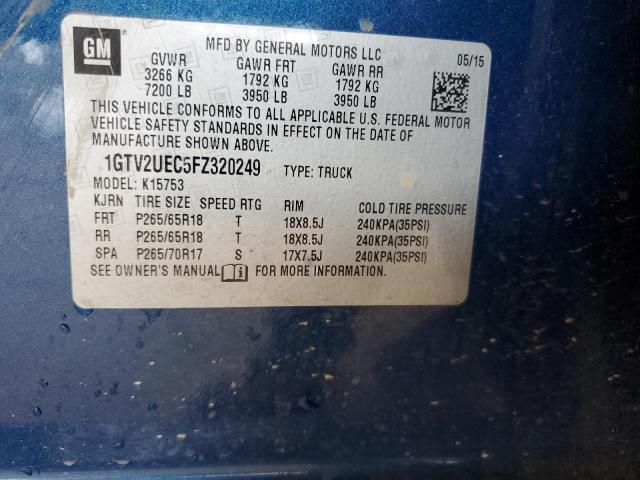 GM
MFD BY GENERAL MOTORS LLC 05/15
GVWR GAWR FRT GAWR RR
3266 KG 1792 KG 1792 KG
7200 LB 3950 LB 3950 LB
THIS VEHICLE CONFORMS TO ALL APPLICABLE U.S. FEDERAL MOTOR
VEHICLE SAFETY STANDARDS IN EFFECT ON THE DATE OF
MANUFACTURE SHOWN ABOVE.
1GTV2UEC5FZ320249 TYPE: TRUCK
MODEL: K15753
KJRN TIRE SIZE SPEED RTG RIM COLD TIRE PRESSURE
FRT P265/65R18 T 18X8.5J 240KPA(35PSI)
RR P265/65R18 T 18X8.5J 240KPA(35PSI)
SPA P265/70R17 S 17X7.5J 240KPA(35PSI)
SEE OWNER'S MANUAL i FOR MORE INFORMATION.